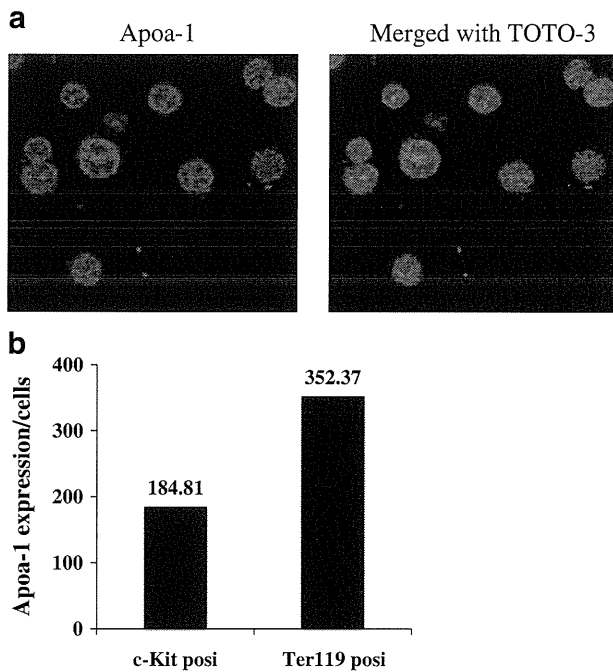 a
Apoa-1
Merged with TOTO-3
b
Apoa-1 expression/cells
400
300
200
100
0
184.81
352.37
c-Kit posi
Ter119 posi